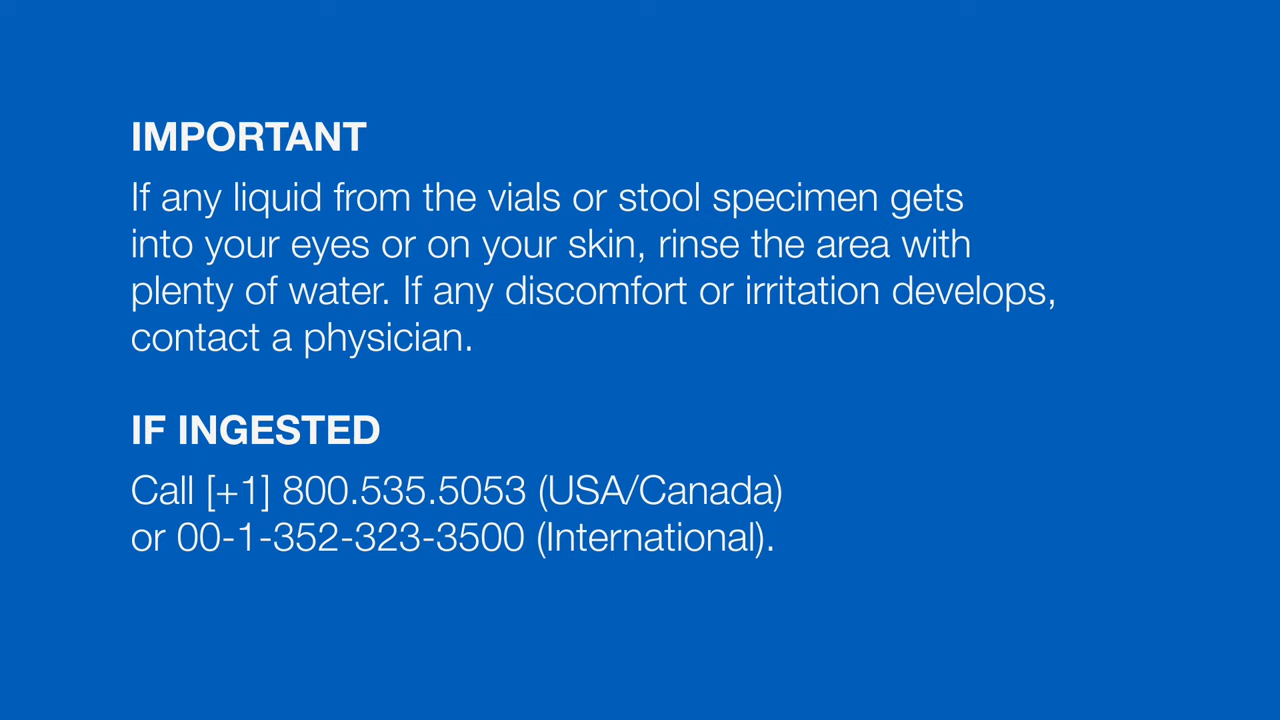 IMPORTANT
If any liquid from the vials or stool specimen gets
into your eyes or on your skin, rinse the area with
plenty of water. If any discomfort or irritation develops,
contact a physician.
IF INGESTED
Call [+1] 800.535.5053 (USA/Canada)
or 00-1-352-323-3500 (International).